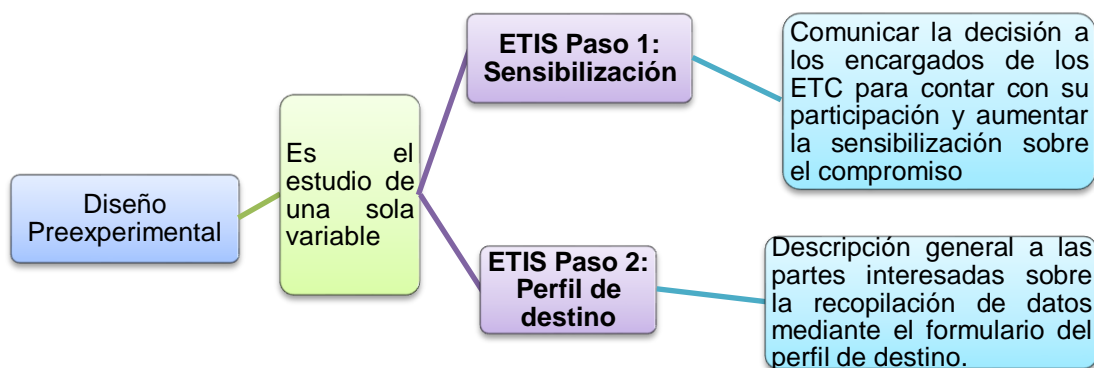 Diseño
Preexperimental
Es el
estudio de
una sola
variable
ETIS Paso 1:
Sensibilización
Comunicar la decisión a
los encargados de los
ETC para contar con su
participación y aumentar
la sensibilización sobre
el compromiso
ETIS Paso 2:
Perfil de
destino
Descripción general a las
partes interesadas sobre
la recopilación de datos
mediante el formulario del
perfil de destino.